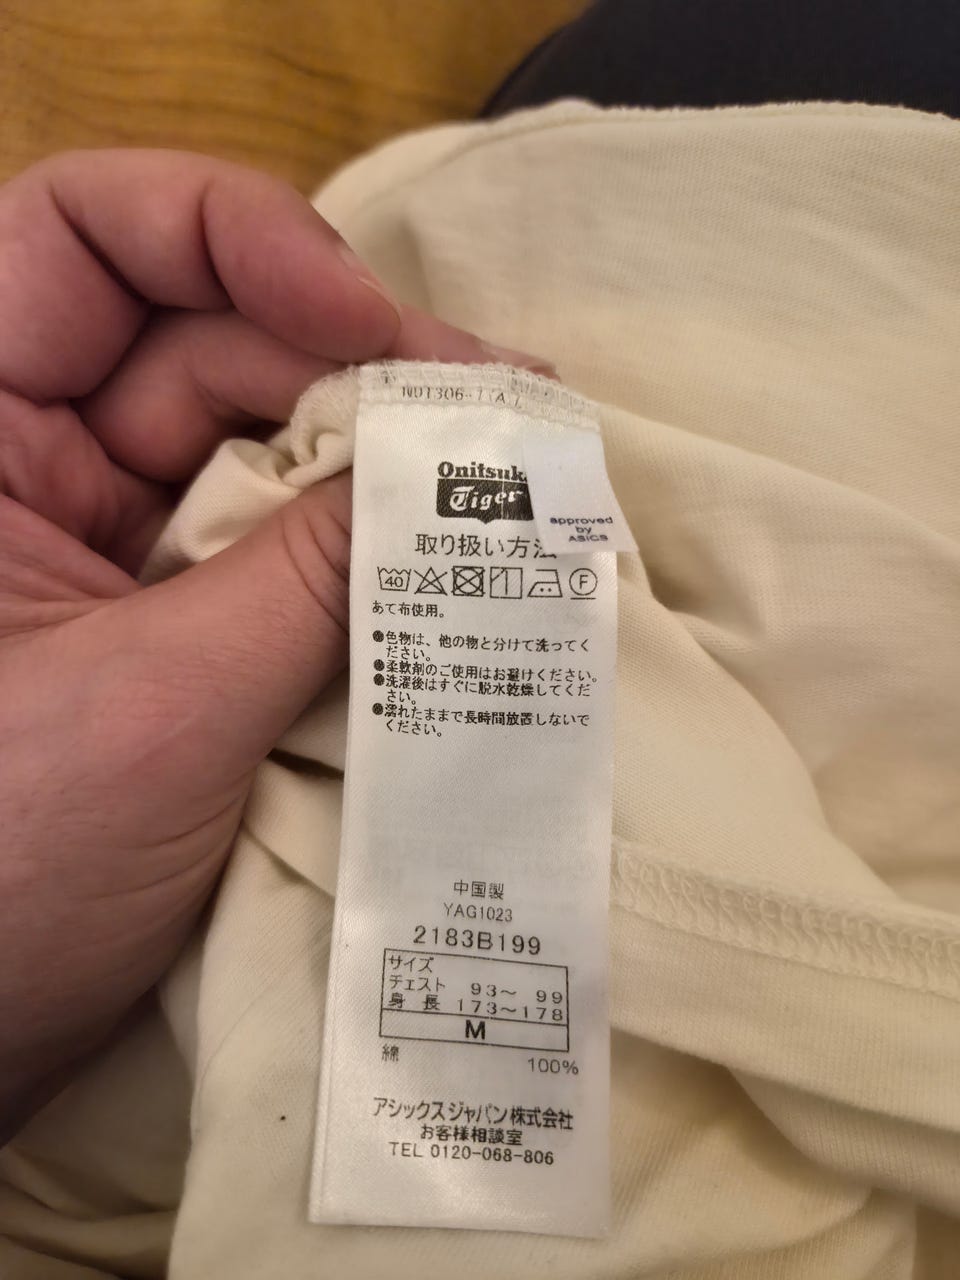 Onitsuka
Tiger
approved
by
ASICS
取り扱い方法
40 F
あて布使用。
●色物は、他の物と分けて洗ってく
ださい。
●柔軟剤のご使用はお避けください。
●洗濯後はすぐに脱水乾燥してくだ
さい。
●濡れたままで長時間放置しないで
ください。
中国製
YAG1023
2183B199
サイズ
チェスト 93～ 99
身 長 173～178
M
綿 100%
アシックスジャパン株式会社
お客様相談室
TEL 0120-068-806